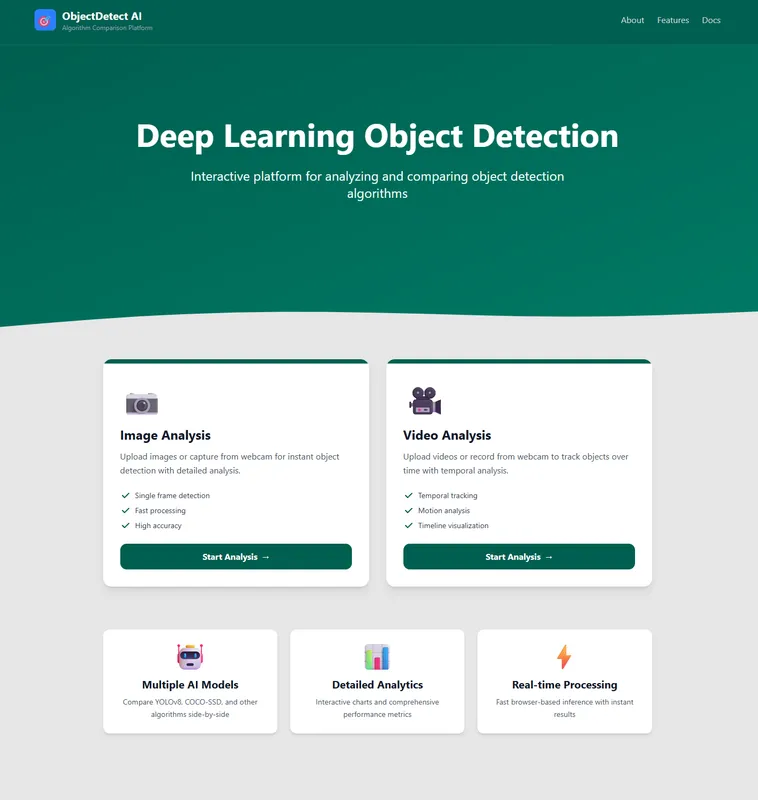 ObjectDetect AI
Algorithm Comparison Platform
About Features Docs
Deep Learning Object Detection
Interactive platform for analyzing and comparing object detection
algorithms
Image Analysis
Upload images or capture from webcam for instant object
detection with detailed analysis.
Single frame detection
Fast processing
High accuracy
Start Analysis →
Video Analysis
Upload videos or record from webcam to track objects over
time with temporal analysis.
Temporal tracking
Motion analysis
Timeline visualization
Start Analysis →
Multiple AI Models
Compare YOLOv8, COCO-SSD, and other
algorithms side-by-side
Detailed Analytics
Interactive charts and comprehensive
performance metrics
Real-time Processing
Fast browser-based inference with instant
results